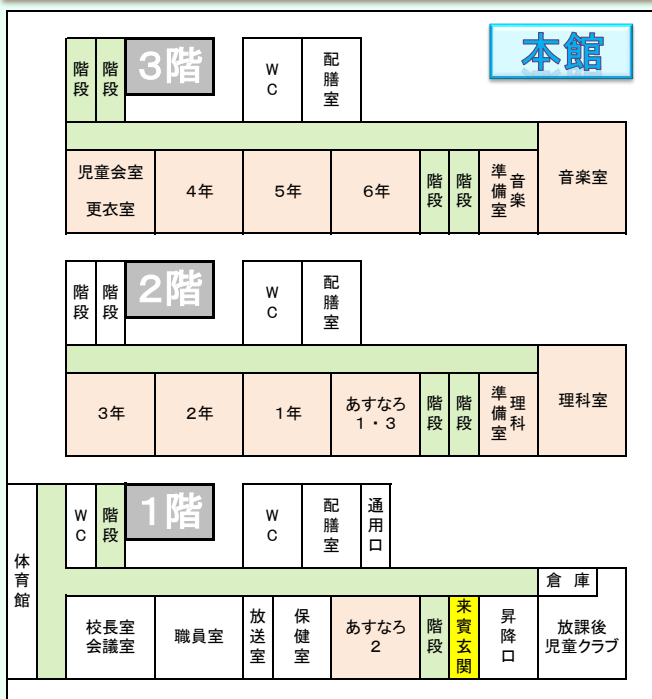 本館
3階
階段
階段
WC
配膳室
児童会室
更衣室
4年
5年
6年
階段
階段
音楽
準備室
音楽室
2階
階段
階段
WC
配膳室
3年
2年
1年
あすなろ
1・3
階段
階段
理科
準備室
理科室
1階
体育館
WC
階段
WC
配膳室
通用口
倉庫
校長室
会議室
職員室
放送室
保健室
あすなろ
2
階段
来賓玄関
昇降口
放課後
児童クラブ